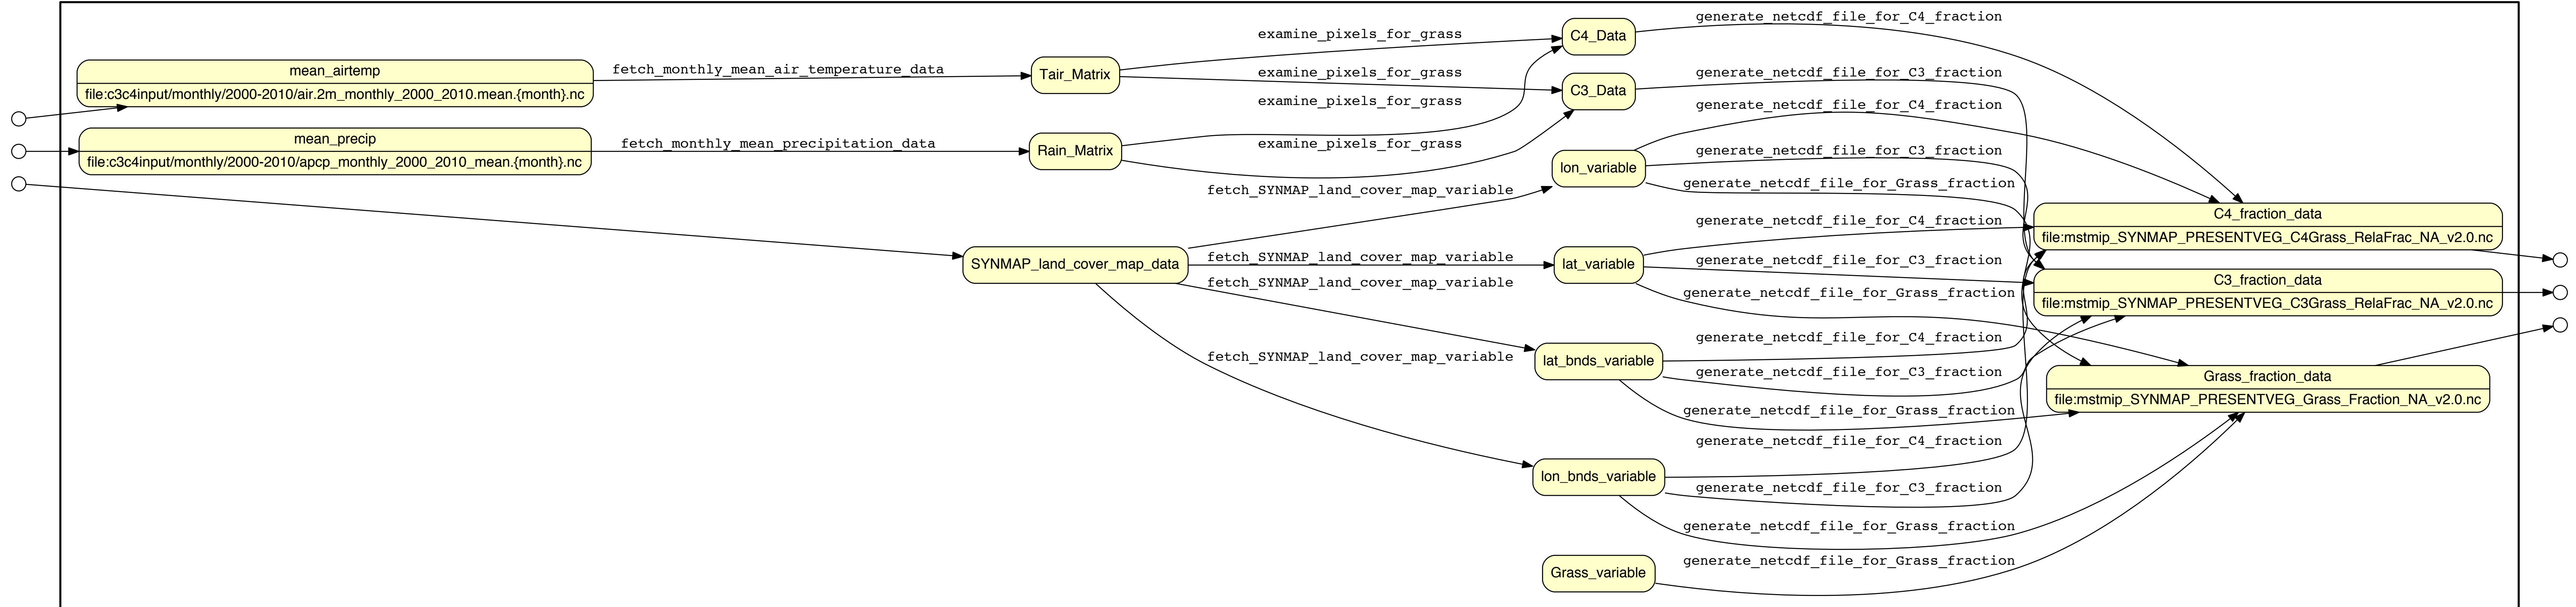 generate_netcdf_file_for_C4_fraction
examine_pixels_for_grass
C4_Data
mean_airtemp
file:c3c4input/monthly/2000-2010/air.2m_monthly_2000_2010.mean.{month}.nc
fetch_monthly_mean_air_temperature_data
Tair_Matrix
examine_pixels_for_grass
C3_Data
generate_netcdf_file_for_C3_fraction
examine_pixels_for_grass
generate_netcdf_file_for_C4_fraction
mean_precip
file:c3c4input/monthly/2000-2010/apcp_monthly_2000_2010_mean.{month}.nc
fetch_monthly_mean_precipitation_data
Rain_Matrix
examine_pixels_for_grass
generate_netcdf_file_for_C3_fraction
lon_variable
generate_netcdf_file_for_Grass_fraction
fetch_SYNMAP_land_cover_map_variable
generate_netcdf_file_for_C4_fraction
C4_fraction_data
file:mstmip_SYNMAP_PRESENTVEG_C4Grass_RelaFrac_NA_v2.0.nc
SYNMAP_land_cover_map_data
fetch_SYNMAP_land_cover_map_variable
lat_variable
generate_netcdf_file_for_C3_fraction
fetch_SYNMAP_land_cover_map_variable
generate_netcdf_file_for_Grass_fraction
C3_fraction_data
file:mstmip_SYNMAP_PRESENTVEG_C3Grass_RelaFrac_NA_v2.0.nc
generate_netcdf_file_for_C4_fraction
fetch_SYNMAP_land_cover_map_variable
lat_bnds_variable
generate_netcdf_file_for_C3_fraction
Grass_fraction_data
file:mstmip_SYNMAP_PRESENTVEG_Grass_Fraction_NA_v2.0.nc
generate_netcdf_file_for_Grass_fraction
generate_netcdf_file_for_C4_fraction
lon_bnds_variable
generate_netcdf_file_for_C3_fraction
generate_netcdf_file_for_Grass_fraction
generate_netcdf_file_for_Grass_fraction
Grass_variable